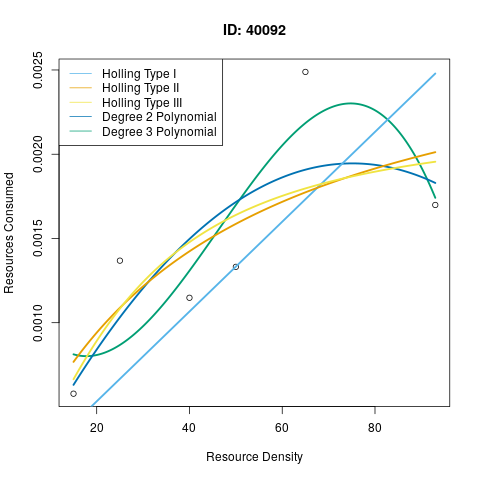 ID: 40092
Holling Type I
Holling Type II
Holling Type III
Degree 2 Polynomial
Degree 3 Polynomial
Resources Consumed
0.0025
0.0020
0.0015
0.0010
20 40 60 80
Resource Density